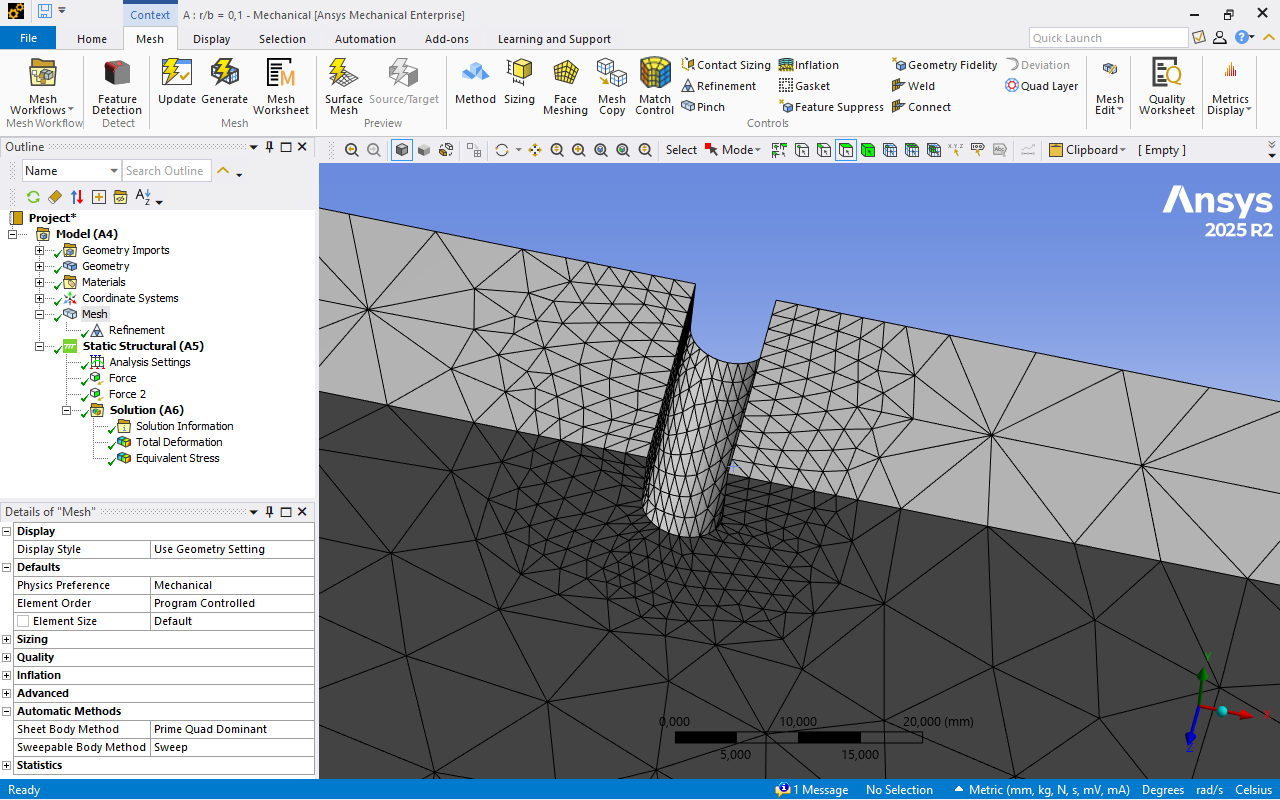 Context A : r/b = 0,1 - Mechanical [Ansys Mechanical Enterprise]
File Home Mesh Display Selection Automation Add-ons Learning and Support Quick Launch
Mesh Workflows
Mesh Workflow
Feature Detection
Detect
Update Generate Mesh Worksheet
Mesh
Surface Mesh Source/Target
Preview
Method Sizing Face Meshing Mesh Copy Match Control
Contact Sizing Inflation Geometry Fidelity Deviation
Refinement Gasket Weld Quad Layer
Pinch Feature Suppress Connect
Controls
Mesh Edit
Quality Worksheet
Metrics Display
Outline
Name Search Outline
Select Mode Clipboard [ Empty ]
Project*
Model (A4)
Geometry Imports
Geometry
Materials
Coordinate Systems
Mesh
Refinement
Static Structural (A5)
Analysis Settings
Force
Force 2
Solution (A6)
Solution Information
Total Deformation
Equivalent Stress
Details of "Mesh"
Display
Display Style Use Geometry Setting
Defaults
Physics Preference Mechanical
Element Order Program Controlled
Element Size Default
Sizing
Quality
Inflation
Advanced
Automatic Methods
Sheet Body Method Prime Quad Dominant
Sweepable Body Method Sweep
Statistics
Ansys
2025 R2
Y
X
Z
0,000 10,000 20,000 (mm)
5,000 15,000
Ready 1 Message No Selection Metric (mm, kg, N, s, mV, mA) Degrees rad/s Celsius